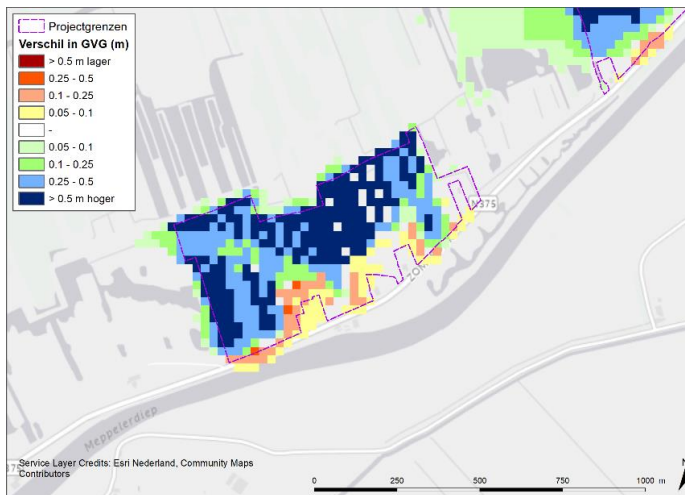 Projectgrenzen
Verschil in GVG (m)
> 0.5 m lager
0.25 - 0.5
0.1 - 0.25
0.05 - 0.1
-
0.05 - 0.1
0.1 - 0.25
0.25 - 0.5
> 0.5 m hoger
N375
Meppelerdiep
Service Layer Credits: Esri Nederland, Community Maps
Contributors
0 250 500 750 1000 m